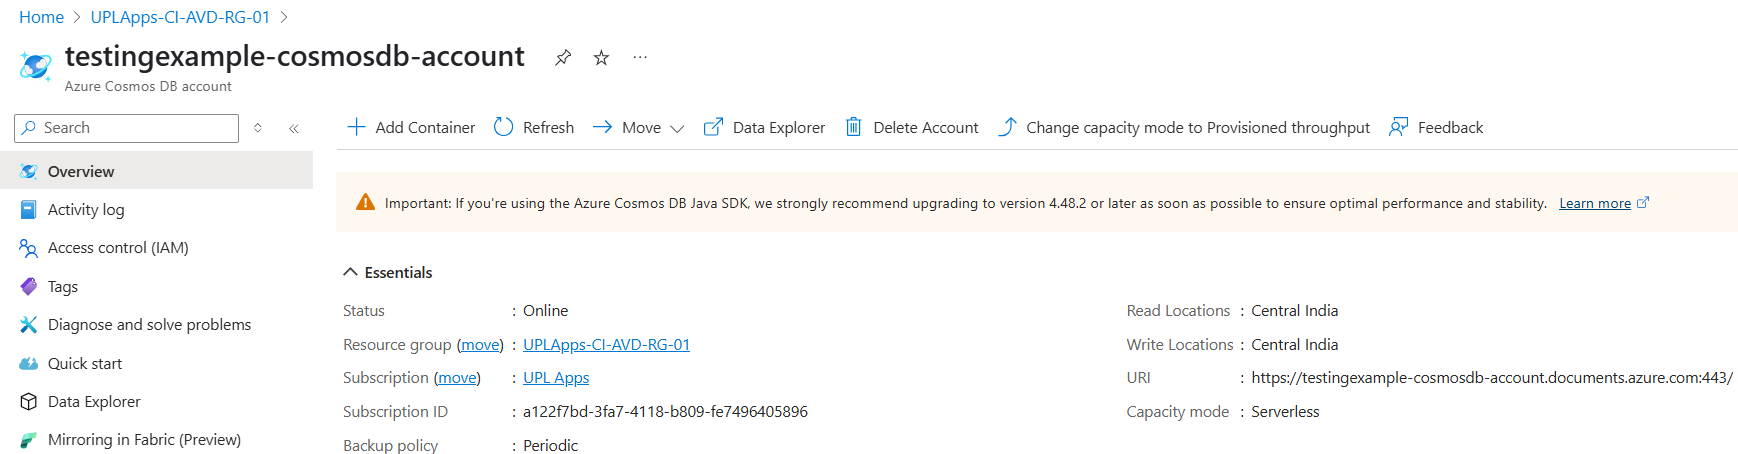 Home > UPLApps-CI-AVD-RG-01 >
testingexample-cosmosdb-account
Azure Cosmos DB account
Search
Add Container Refresh Move Data Explorer Delete Account Change capacity mode to Provisioned throughput Feedback
Overview
Activity log
Access control (IAM)
Tags
Diagnose and solve problems
Quick start
Data Explorer
Mirroring in Fabric (Preview)
Important: If you're using the Azure Cosmos DB Java SDK, we strongly recommend upgrading to version 4.48.2 or later as soon as possible to ensure optimal performance and stability. Learn more
Essentials
Status : Online
Resource group (move) : UPLApps-CI-AVD-RG-01
Subscription (move) : UPL Apps
Subscription ID : a122f7bd-3fa7-4118-b809-fe7496405896
Backup policy : Periodic
Read Locations : Central India
Write Locations : Central India
URI : https://testingexample-cosmosdb-account.documents.azure.com:443/
Capacity mode : Serverless